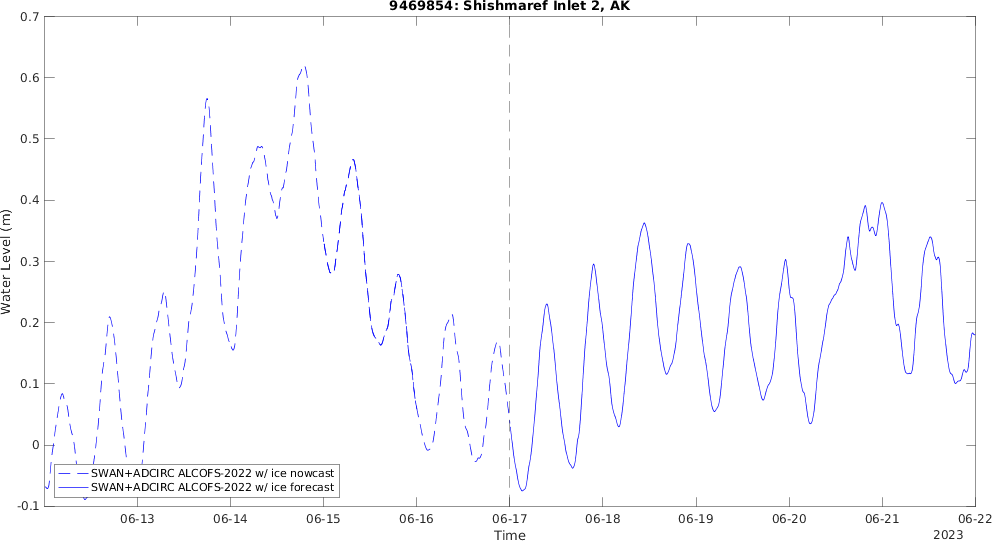 9469854: Shishmaref Inlet 2, AK
0.7
0.6
0.5
0.4
0.3
0.2
0.1
0
-0.1
Water Level (m)
SWAN+ADCIRC ALCOFS-2022 w/ ice nowcast
SWAN+ADCIRC ALCOFS-2022 w/ ice forecast
06-13 06-14 06-15 06-16 06-17 06-18 06-19 06-20 06-21 06-22
Time
2023